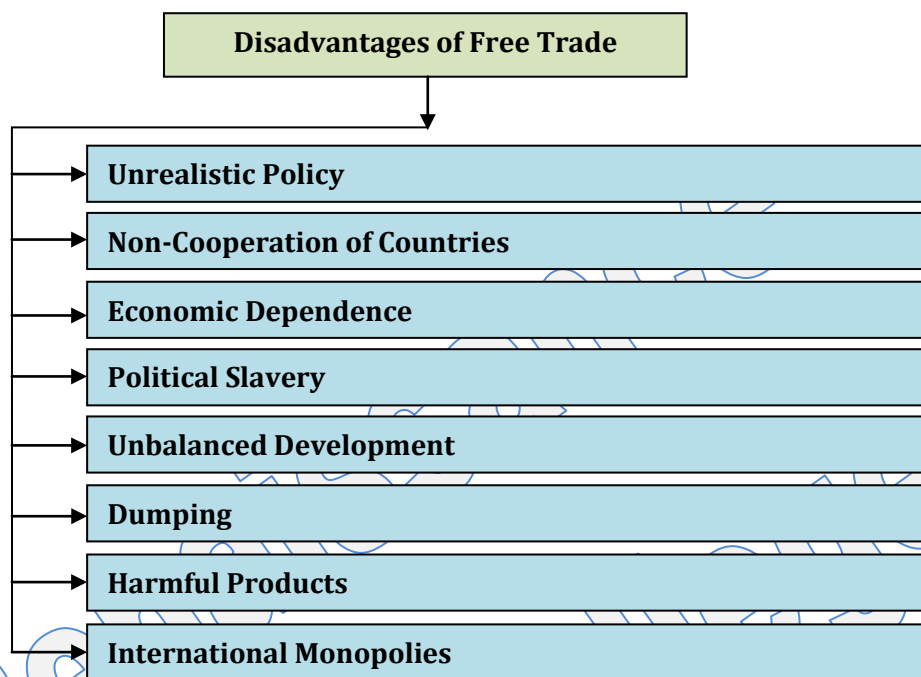 Disadvantages of Free Trade
Unrealistic Policy
Non-Cooperation of Countries
Economic Dependence
Political Slavery
Unbalanced Development
Dumping
Harmful Products
International Monopolies